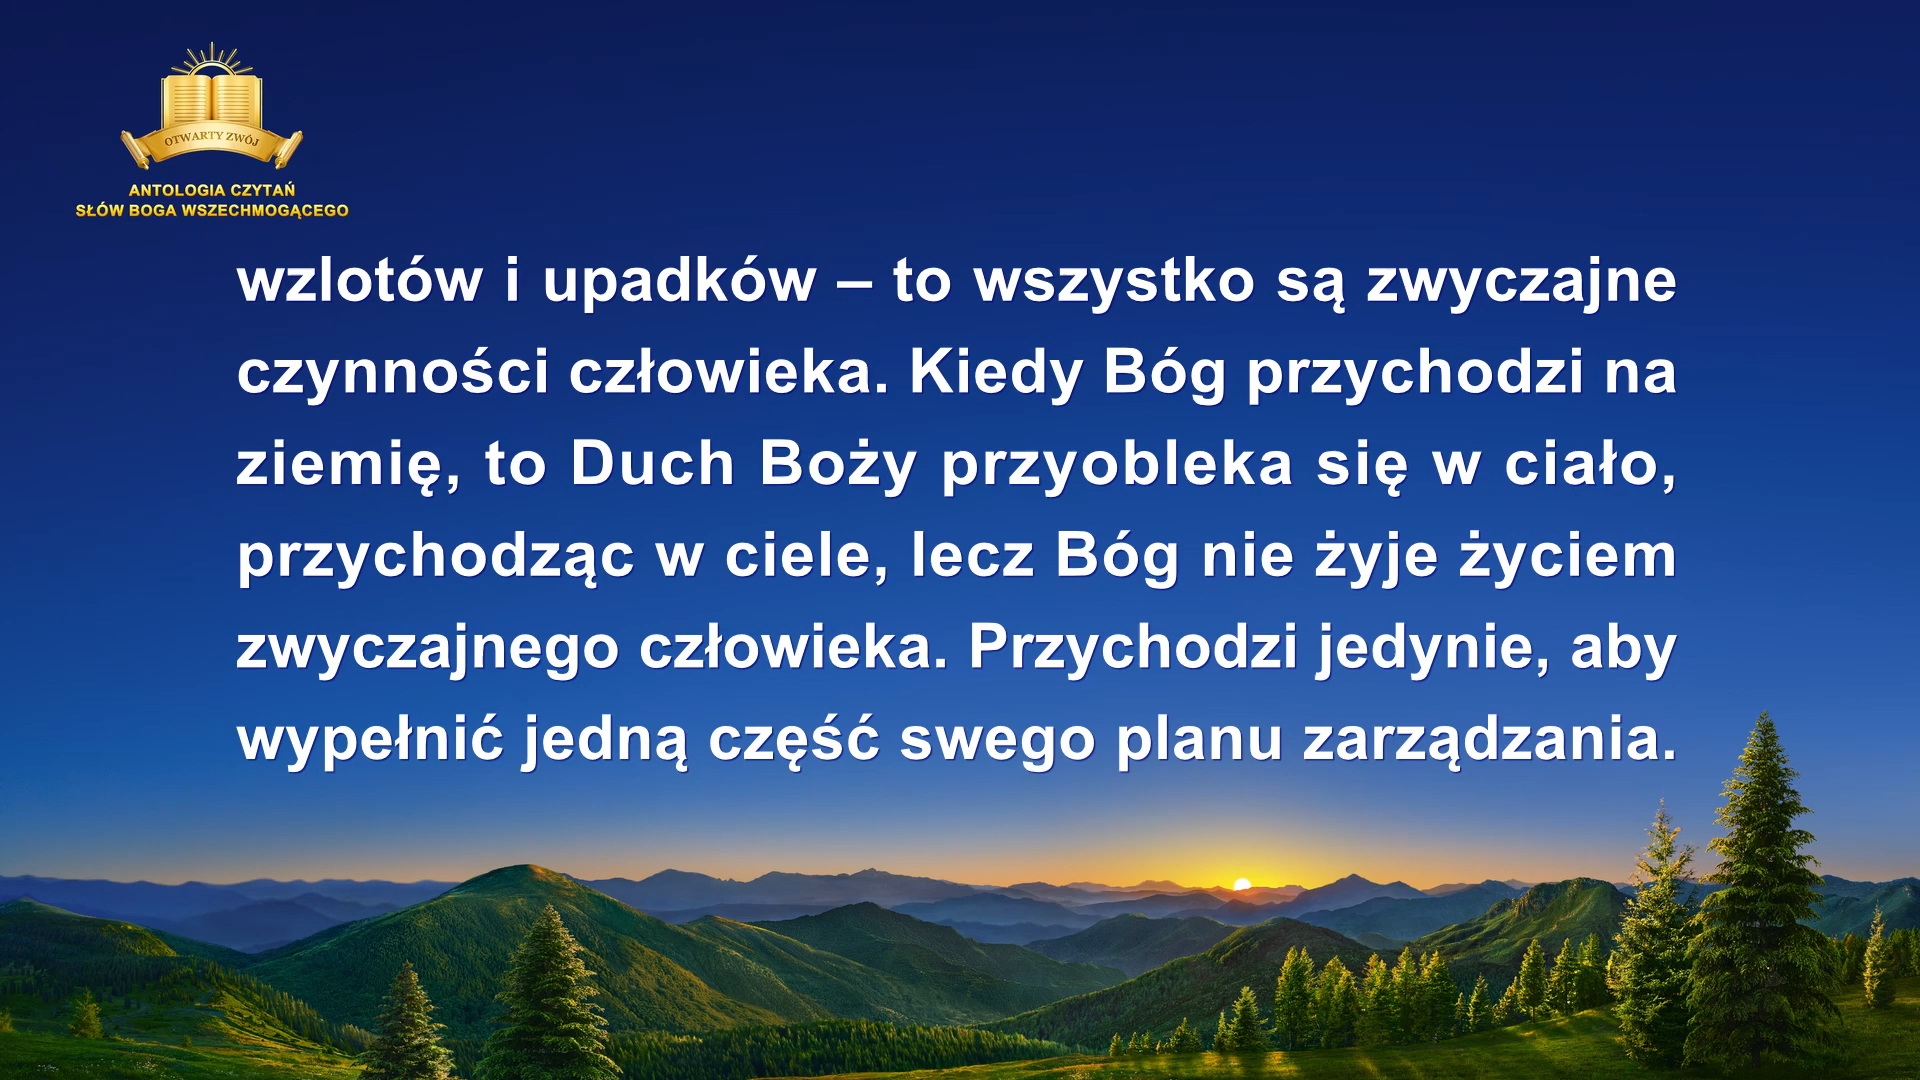 OTWARTY ZWÓJ
ANTOLOGIA CZYTAŃ
SŁÓW BOGA WSZECHMOGĄCEGO
wzlotów i upadków – to wszystko są zwyczajne
czynności człowieka. Kiedy Bóg przychodzi na
ziemię, to Duch Boży przyobleka się w ciało,
przychodząc w ciele, lecz Bóg nie żyje życiem
zwyczajnego człowieka. Przychodzi jedynie, aby
wypełnić jedną część swego planu zarządzania.